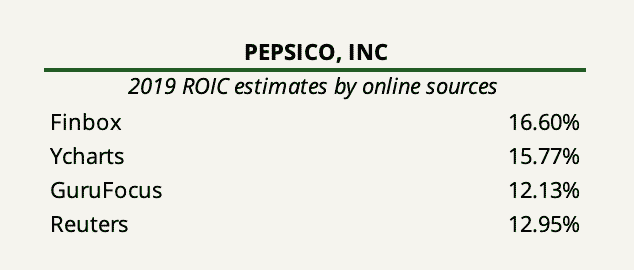 PEPSICO, INC
2019 ROIC estimates by online sources
Finbox 16.60%
Ycharts 15.77%
GuruFocus 12.13%
Reuters 12.95%